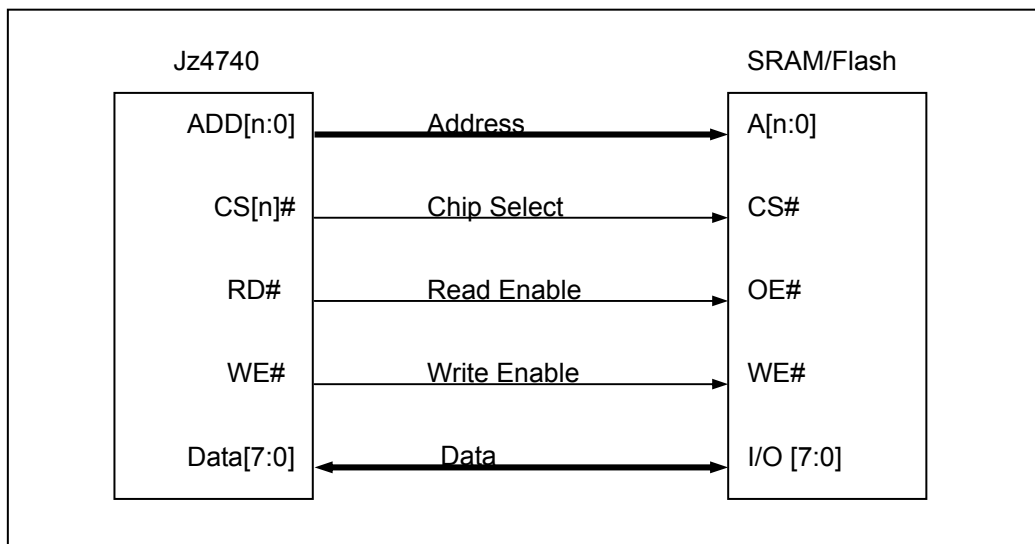 Jz4740 SRAM/Flash
ADD[n:0] Address A[n:0]
CS[n]# Chip Select CS#
RD# Read Enable OE#
WE# Write Enable WE#
Data[7:0] Data I/O [7:0]